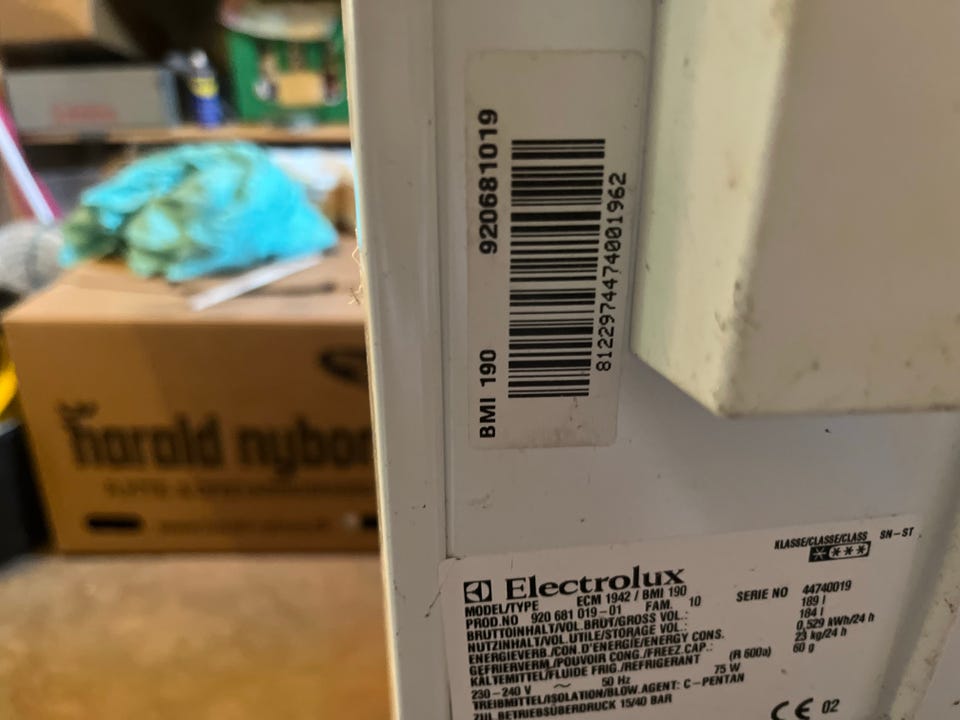 BMI 190 920681019
81229744740001962
harald nybor
KLASSE/CLASSE/CLASS SN-ST
Electrolux
MODEL/TYPE ECM 1942 / BMI 190
PROD.NO 920 681 019-01 FAM. 10 SERIE NO 44740019
BRUTTOINHALT/VOL.BRUT/GROSS VOL.: 189 l
NUTZINHALT/VOL.UTILE/STORAGE VOL.: 184 l
ENERGIEVERB./CON.D'ENERGIE/ENERGY CONS. 0,529 kWh/24 h
GEFRIERVERM./POUVOIR CONG./FREEZ.CAP.: 23 kg/24 h
KÄLTEMITTEL/FLUIDE FRIG./REFRIGERANT (R 600a) 60 g
230-240 V ~ 50 Hz 75 W
TREIBMITTEL/ISOLATION/BLOW.AGENT: C-PENTAN
ZUL BETRIEBSÜBERDRUCK 15/40 BAR
CE 02